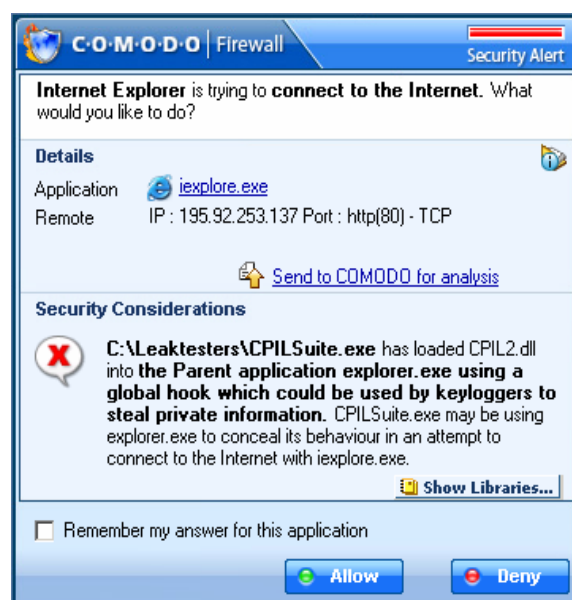 C·O·M·O·D·O | Firewall
Security Alert
Internet Explorer is trying to connect to the Internet. What
would you like to do?
Details
Application iexplore.exe
Remote IP : 195.92.253.137 Port : http(80) - TCP
Send to COMODO for analysis
Security Considerations
C:\Leaktesters\CPILSuite.exe has loaded CPIL2.dll
into the Parent application explorer.exe using a
global hook which could be used by keyloggers to
steal private information. CPILSuite.exe may be using
explorer.exe to conceal its behaviour in an attempt to
connect to the Internet with iexplore.exe.
Show Libraries...
Remember my answer for this application
Allow
Deny